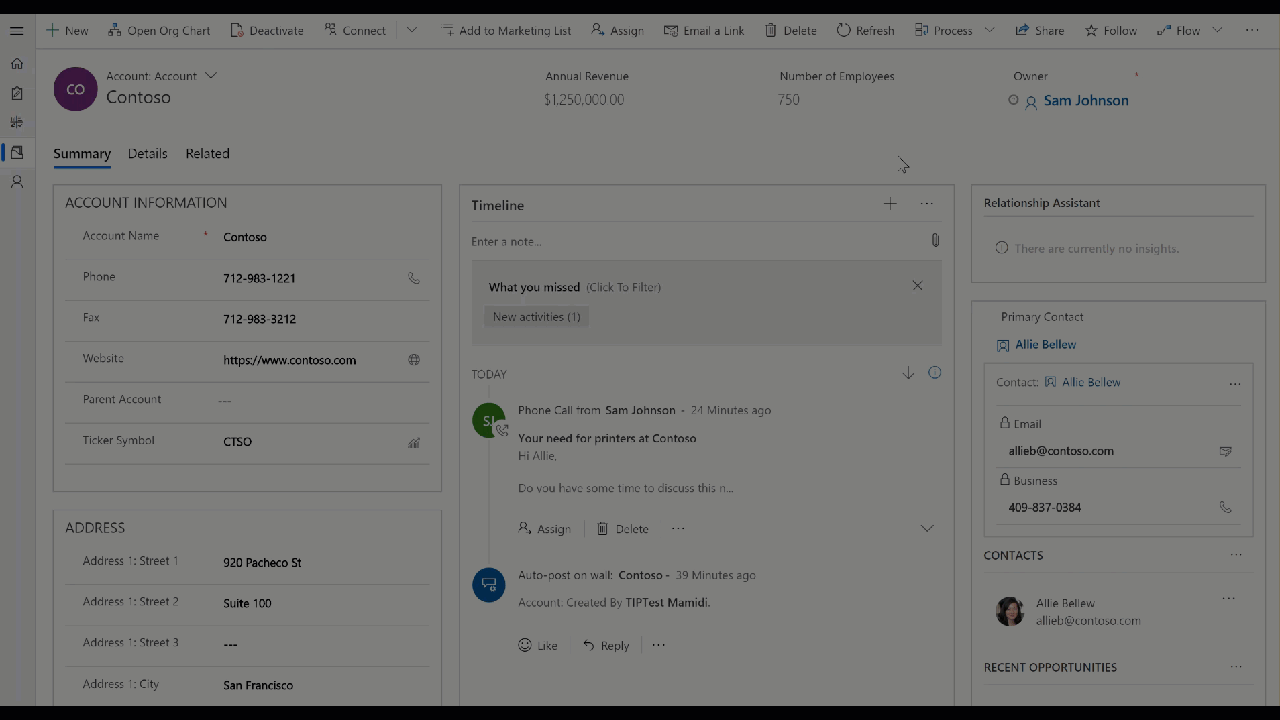 New
Open Org Chart
Deactivate
Connect
Add to Marketing List
Assign
Email a Link
Delete
Refresh
Process
Share
Follow
Flow
CO
Account: Account
Contoso
Annual Revenue
$1,250,000.00
Number of Employees
750
Owner
*
Sam Johnson
Summary
Details
Related
ACCOUNT INFORMATION
Account Name * Contoso
Phone 712-983-1221
Fax 712-983-3212
Website https://www.contoso.com
Parent Account ---
Ticker Symbol CTSO
ADDRESS
Address 1: Street 1 920 Pacheco St
Address 1: Street 2 Suite 100
Address 1: Street 3 ---
Address 1: City San Francisco
Timeline
Enter a note...
What you missed (Click To Filter)
New activities (1)
TODAY
SJ
Phone Call from Sam Johnson - 24 Minutes ago
Your need for printers at Contoso
Hi Allie,
Do you have some time to discuss this n...
Assign
Delete
Auto-post on wall: Contoso - 39 Minutes ago
Account: Created By TIPTest Mamidi.
Like
Reply
Relationship Assistant
There are currently no insights.
Primary Contact
Allie Bellew
Contact: Allie Bellew
Email
allieb@contoso.com
Business
409-837-0384
CONTACTS
Allie Bellew
allieb@contoso.com
RECENT OPPORTUNITIES